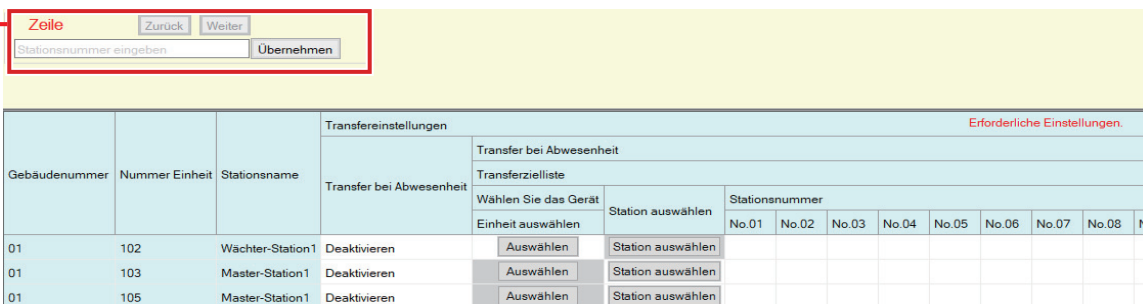 Zeile Zurück Weiter
Stationsnummer eingeben Übernehmen
Transfereinstellungen Erforderliche Einstellungen.
Transfer bei Abwesenheit
Gebäudenummer Nummer Einheit Stationsname Transfer bei Abwesenheit Transferzielliste
Wählen Sie das Gerät Station auswählen Stationsnummer
Einheit auswählen No.01 No.02 No.03 No.04 No.05 No.06 No.07 No.08
01 102 Wächter-Station1 Deaktivieren Auswählen Station auswählen
01 103 Master-Station1 Deaktivieren Auswählen Station auswählen
01 105 Master-Station1 Deaktivieren Auswählen Station auswählen